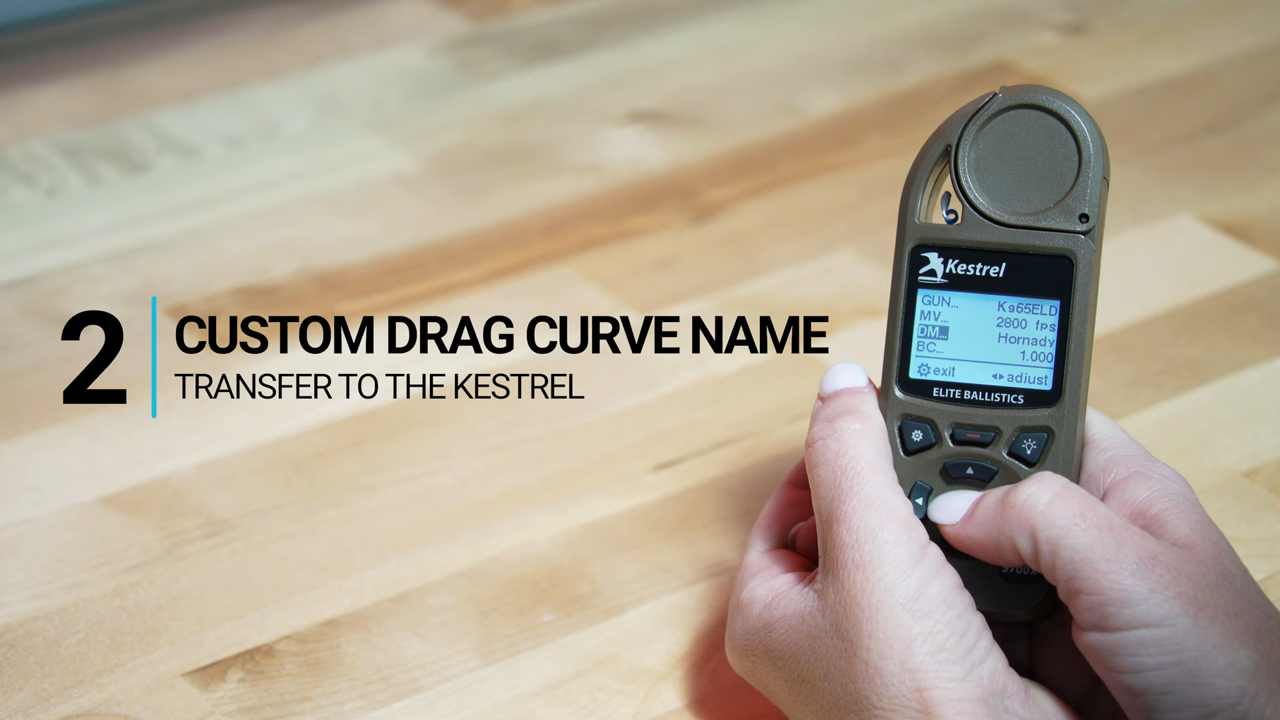 2
CUSTOM DRAG CURVE NAME
TRANSFER TO THE KESTREL
Kestrel
GUN... Kg65ELD
MV... 2800 fps
DM... Hornady
BC... 1.000
exit adjust
ELITE BALLISTICS